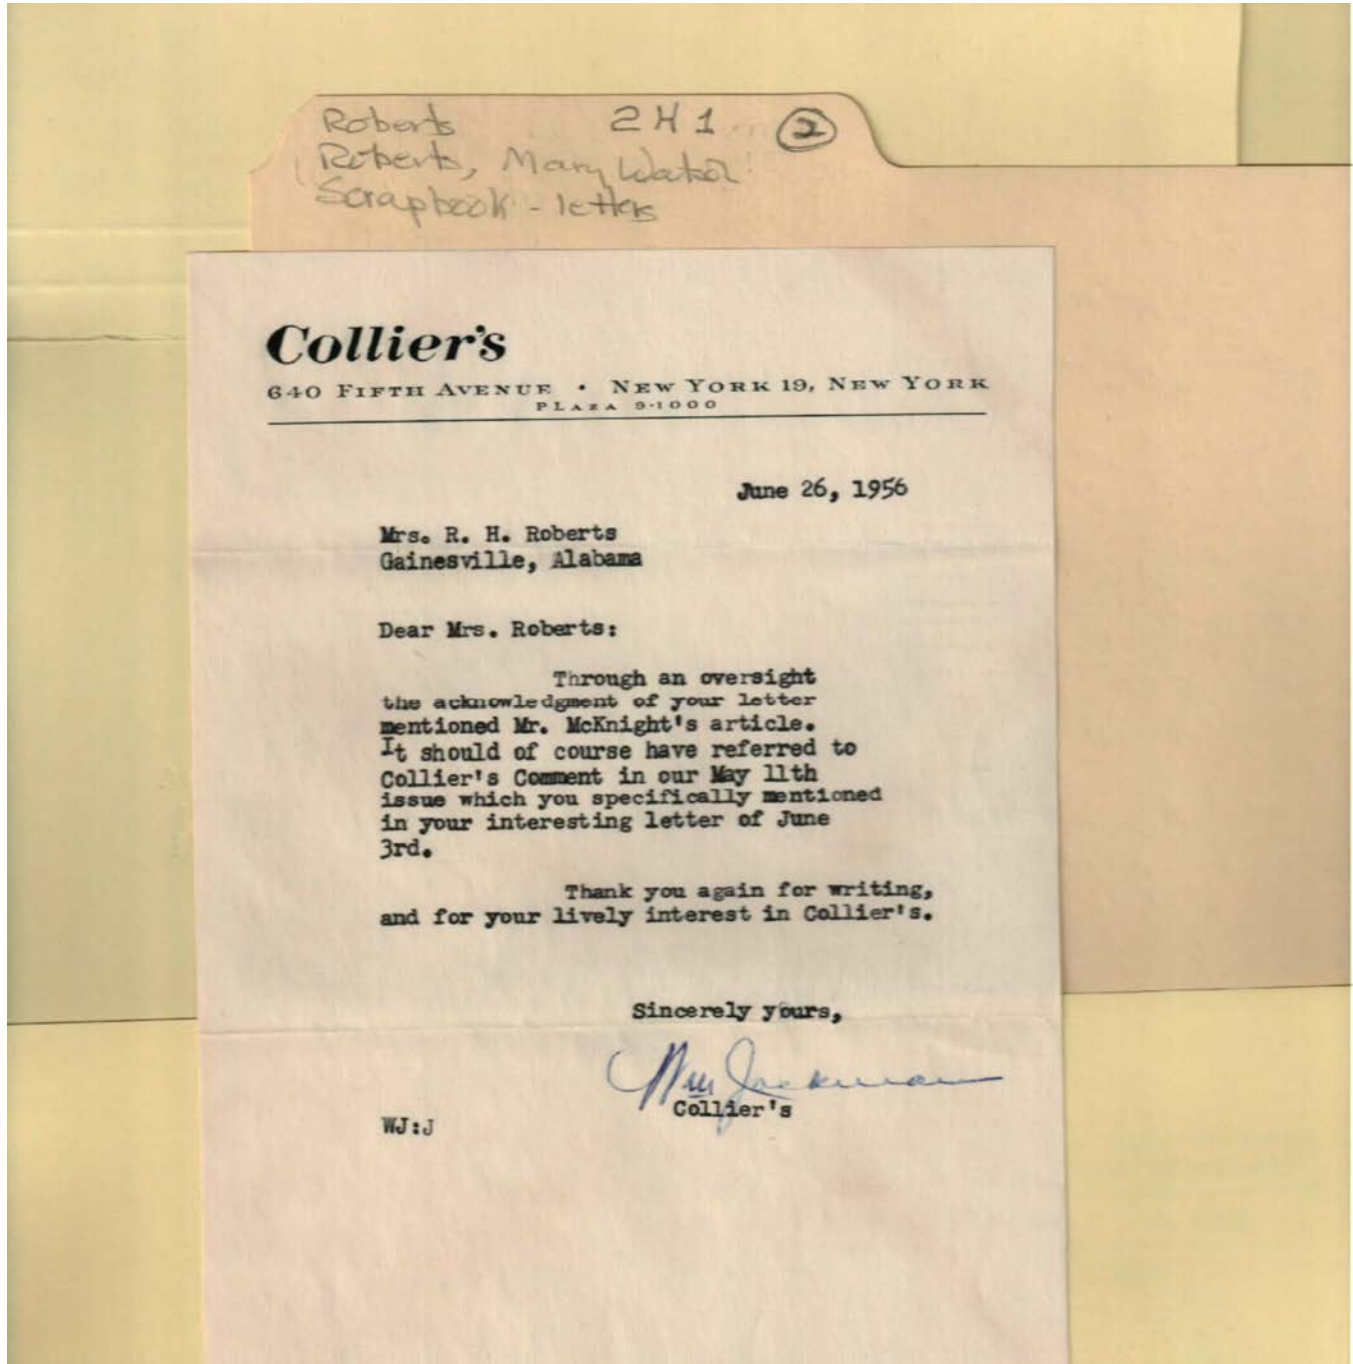 Roberts 2H1 2
Roberts, Mary Watson
Scrapbook - letters
Collier's
640 FIFTH AVENUE • NEW YORK 19, NEW YORK
PLAZA 9-1000
June 26, 1956
Mrs. R. H. Roberts
Gainesville, Alabama
Dear Mrs. Roberts:
Through an oversight
the acknowledgment of your letter
mentioned Mr. McKnight's article.
It should of course have referred to
Collier's Comment in our May 11th
issue which you specifically mentioned
in your interesting letter of June
3rd.
Thank you again for writing,
and for your lively interest in Collier's.
Sincerely yours,
Wm Jackman
Collier's
WJ:J